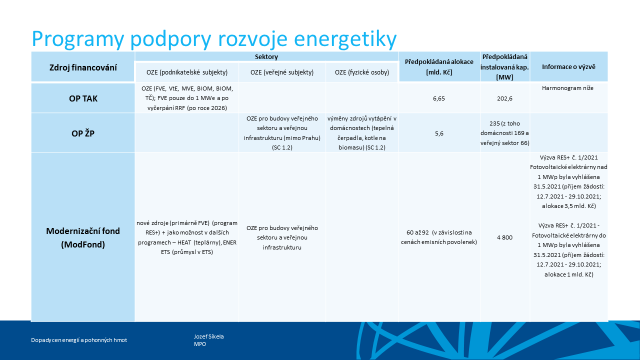 Programy podpory rozvoje energetiky
Zdroj financování
Sektory
Předpokládaná alokace
[mld. Kč]
Předpokládaná
instalovaná kap.
[MW]
Informace o výzvě
OZE (podnikatelské subjekty)
OZE (veřejné subjekty)
OZE (fyzické osoby)
OP TAK
OZE (FVE, VtE, MVE, BIOM, BIOM,
TČ); FVE pouze do 1 MWe a po
vyčerpání RRF (po roce 2026)
6,65
202,6
Harmonogram níže
OP ŽP
OZE pro budovy veřejného
sektoru a veřejnou
infrastrukturu (mimo Prahu)
(SC 1.2)
výměny zdrojů vytápění v
domácnostech (tepelná
čerpadla, kotle na
biomasu) (SC 1.2)
5,6
235 (z toho
domácnosti 169 a
veřejný sektor 66)
Modernizační fond
(ModFond)
nové zdroje (primárně FVE) (program
RES+) + jako možnost v dalších
programech – HEAT (teplárny), ENER
ETS (průmysl v ETS)
OZE pro budovy veřejného
sektoru a veřejnou
infrastrukturu
60 až 92 (v závislosti na
cenách emisních povolenek)
4 800
Výzva RES+ č. 1/2021
Fotovoltaické elektrárny nad
1 MWp byla vyhlášena
31.5.2021 (příjem žádostí:
12.7.2021 - 29.10.2021;
alokace 3,5 mld. Kč)
Výzva RES+ č. 1/2021 -
Fotovoltaické elektrárny do
1 MWp byla vyhlášena
31.5.2021 (příjem žádostí:
12.7.2021 - 29.10.2021;
alokace 1 mld. Kč)
Dopady cen energií a pohonných hmot
Jozef Síkela
MPO